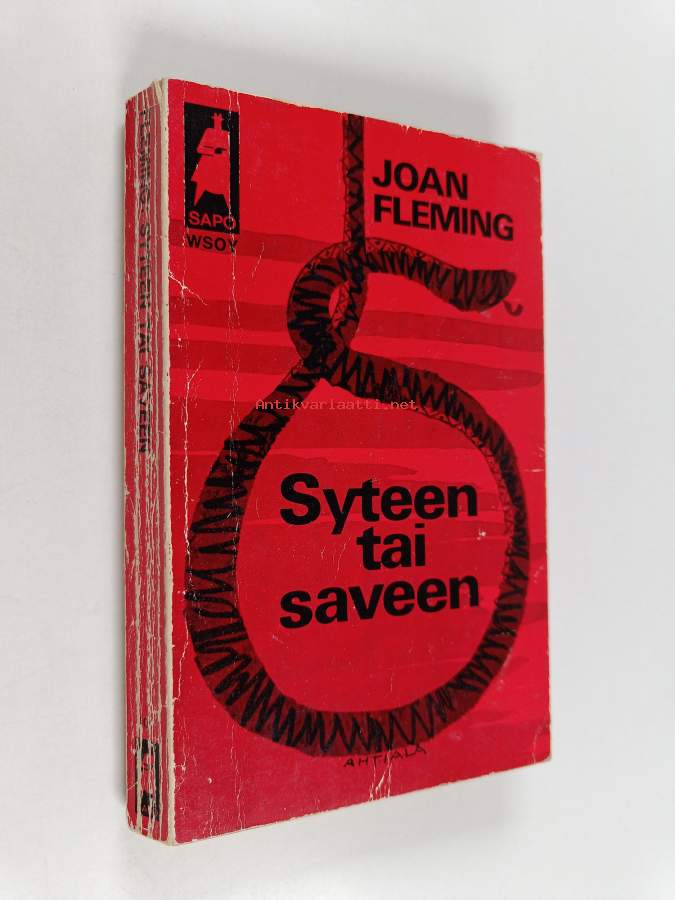 SAPO
WSOY
JOAN
FLEMING
Syteen
tai
saveen
AHTIALA
FLEMING: SYTEEN TAI SAVEEN
Antikvariaatti.net